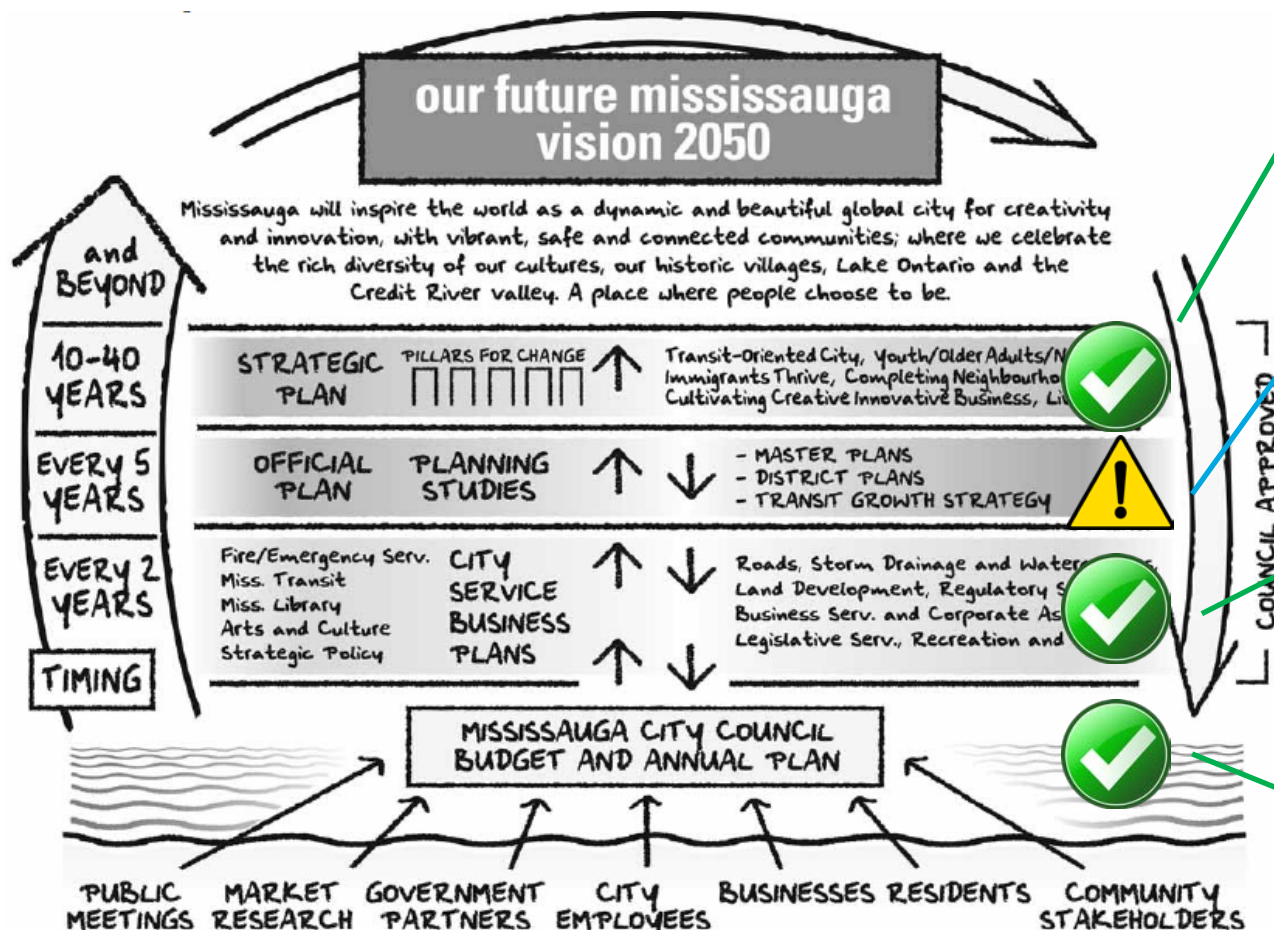 our future mississauga
vision 2050
Mississauga will inspire the world as a dynamic and beautiful global city for creativity
and innovation, with vibrant, safe and connected communities; where we celebrate
the rich diversity of our cultures, our historic villages, Lake Ontario and the
Credit River valley. A place where people choose to be.
and
BEYOND
10-40
YEARS
STRATEGIC
PLAN
PILLARS FOR CHANGE
Transit-Oriented City, Youth/Older Adults/
Immigrants Thrive, Completing
Cultivating Creative Innovative Business,
EVERY 5
YEARS
OFFICIAL
PLAN
PLANNING
STUDIES
- MASTER PLANS
- DISTRICT PLANS
- TRANSIT GROWTH STRATEGY
EVERY 2
YEARS
Fire/Emergency Serv.
Miss. Transit
Miss. Library
Arts and Culture
Strategic Policy
CITY
SERVICE
BUSINESS
PLANS
Roads, Storm Drainage and
Land Development, Regulatory
Business Serv. and Corporate
Legislative Serv., Recreation and
TIMING
COUNCIL APPROVED
MISSISSAUGA CITY COUNCIL
BUDGET AND ANNUAL PLAN
PUBLIC
MEETINGS
MARKET
RESEARCH
GOVERNMENT
PARTNERS
CITY
EMPLOYEES
BUSINESSES
RESIDENTS
COMMUNITY
STAKEHOLDERS